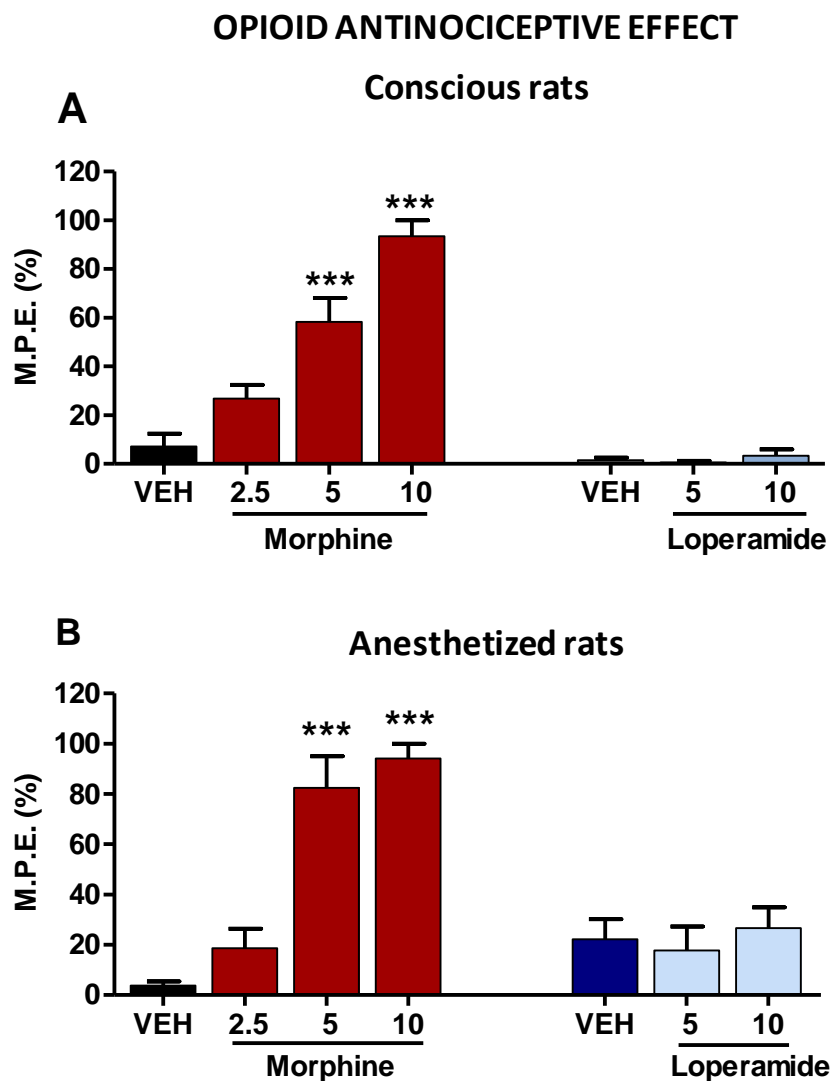 OPIOID ANTINOCICEPTIVE EFFECT
Conscious rats
A
120
100
80
60
40
20
0
M.P.E. (%)
***
***
VEH 2.5 5 10 VEH 5 10
Morphine Loperamide
B
Anesthetized rats
120
100
80
60
40
20
0
M.P.E. (%)
*** ***
VEH 2.5 5 10 VEH 5 10
Morphine Loperamide